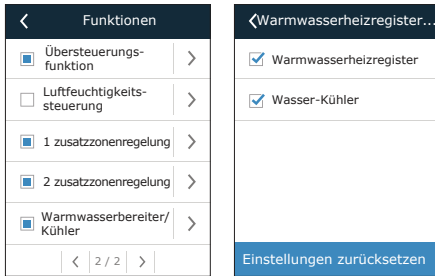 Funktionen
Übersteuerungs-
funktion
Luftfeuchtigkeits-
steuerung
1 zusatzzonenregelung
2 zusatzzonenregelung
Warmwasserbereiter/
Kühler
2 / 2
Warmwasserheizregister...
Warmwasserheizregister
Wasser-Kühler
Einstellungen zurücksetzen